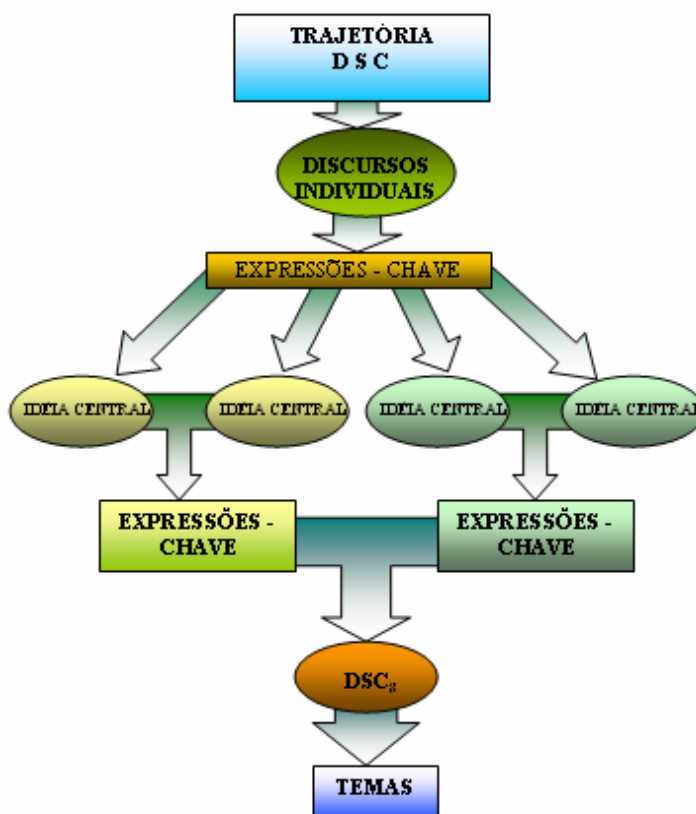 TRAJETÓRIA
D S C
DISCURSOS
INDIVIDUAIS
EXPRESSÕES - CHAVE
IDÉIA CENTRAL
IDÉIA CENTRAL
IDÉIA CENTRAL
IDÉIA CENTRAL
EXPRESSÕES -
CHAVE
EXPRESSÕES -
CHAVE
DSCs
TEMAS